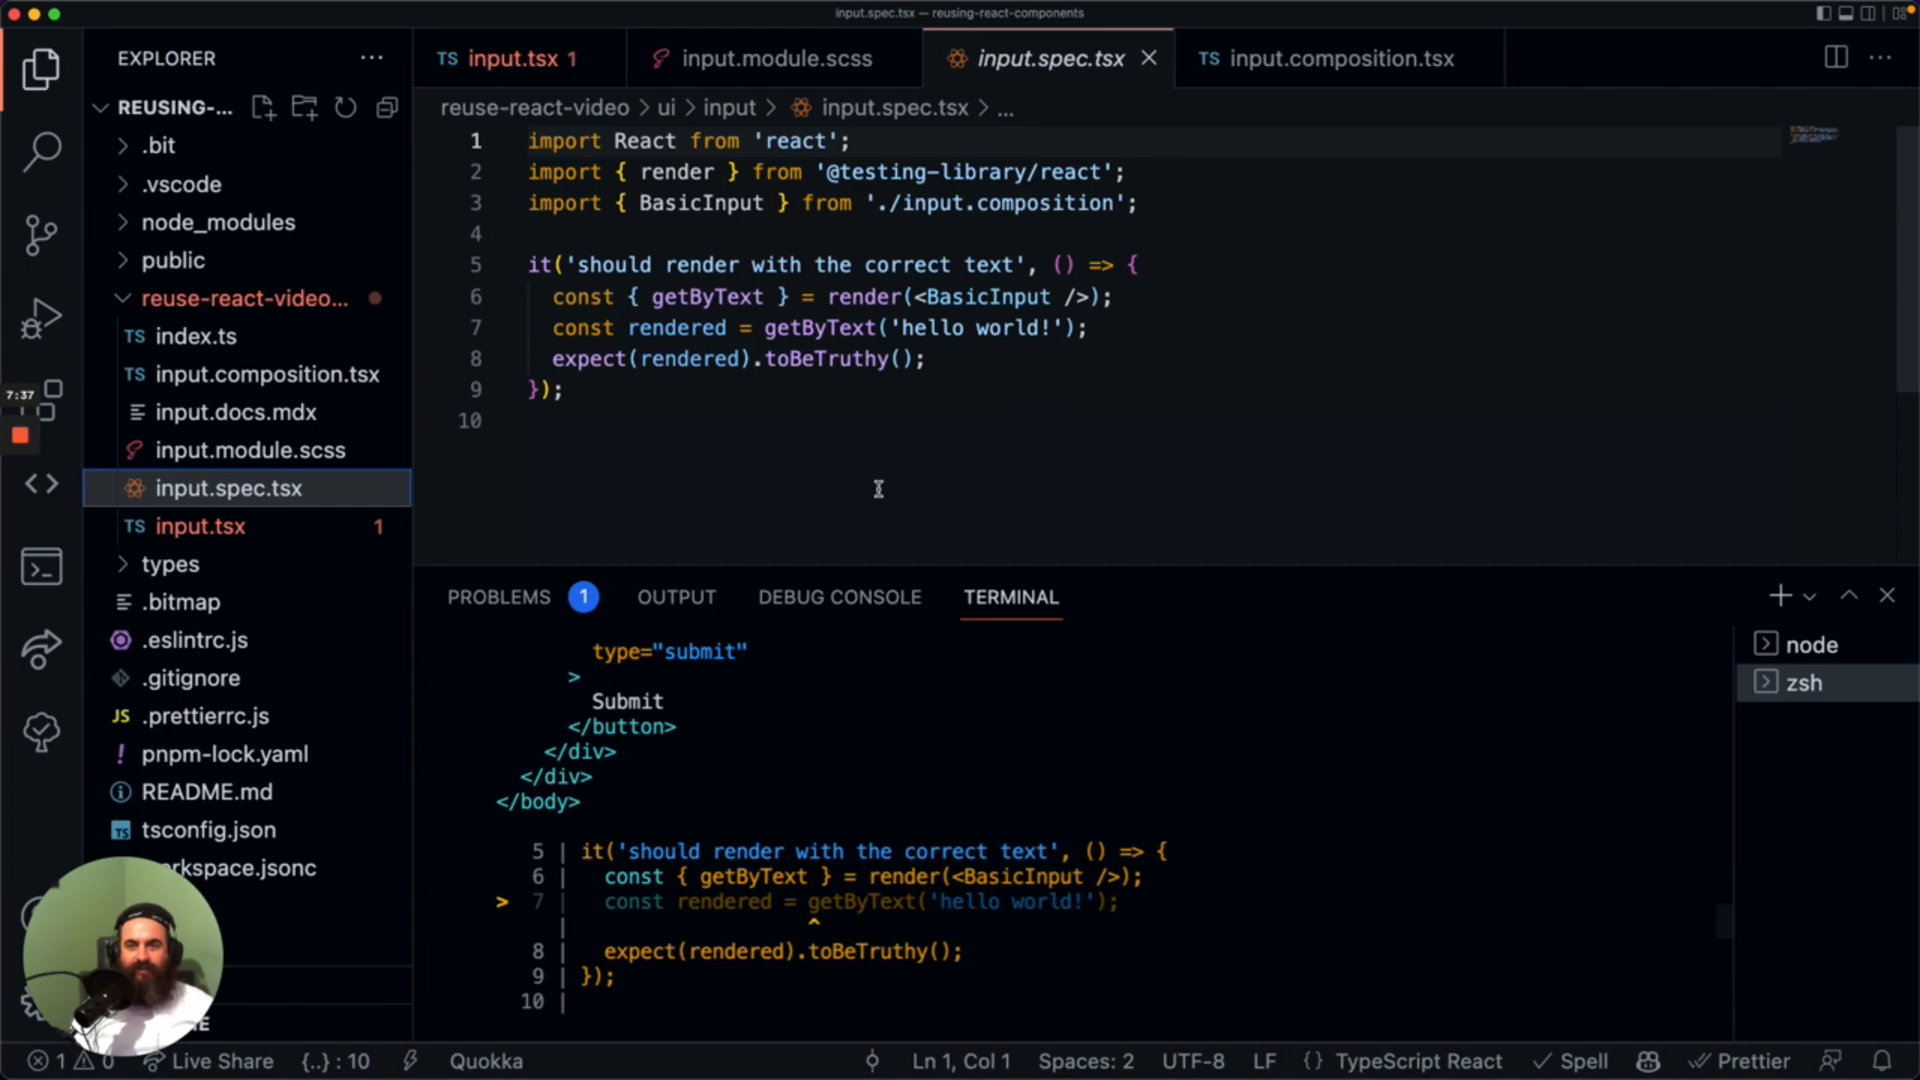 input.spec.tsx — reusing-react-components
EXPLORER
TS input.tsx 1
input.module.scss
input.spec.tsx
TS input.composition.tsx
REUSING-...
reuse-react-video > ui > input > input.spec.tsx > ...
.bit
.vscode
node_modules
public
reuse-react-video...
TS index.ts
TS input.composition.tsx
input.docs.mdx
input.module.scss
input.spec.tsx
TS input.tsx 1
types
.bitmap
.eslintrc.js
.gitignore
JS .prettierrc.js
! pnpm-lock.yaml
README.md
TS tsconfig.json
rkspace.jsonc
7:37
1 import React from 'react';
2 import { render } from '@testing-library/react';
3 import { BasicInput } from './input.composition';
4
5 it('should render with the correct text', () => {
6 const { getByText } = render(<BasicInput />);
7 const rendered = getByText('hello world!');
8 expect(rendered).toBeTruthy();
9 });
10
PROBLEMS 1 OUTPUT DEBUG CONSOLE TERMINAL
type="submit"
>
Submit
</button>
</div>
</div>
</body>
5 | it('should render with the correct text', () => {
6 | const { getByText } = render(<BasicInput />);
> 7 | const rendered = getByText('hello world!');
| ^
8 | expect(rendered).toBeTruthy();
9 | });
10 |
node
zsh
NE
1 0 Live Share {..} : 10 Quokka Ln 1, Col 1 Spaces: 2 UTF-8 LF {} TypeScript React Spell Prettier